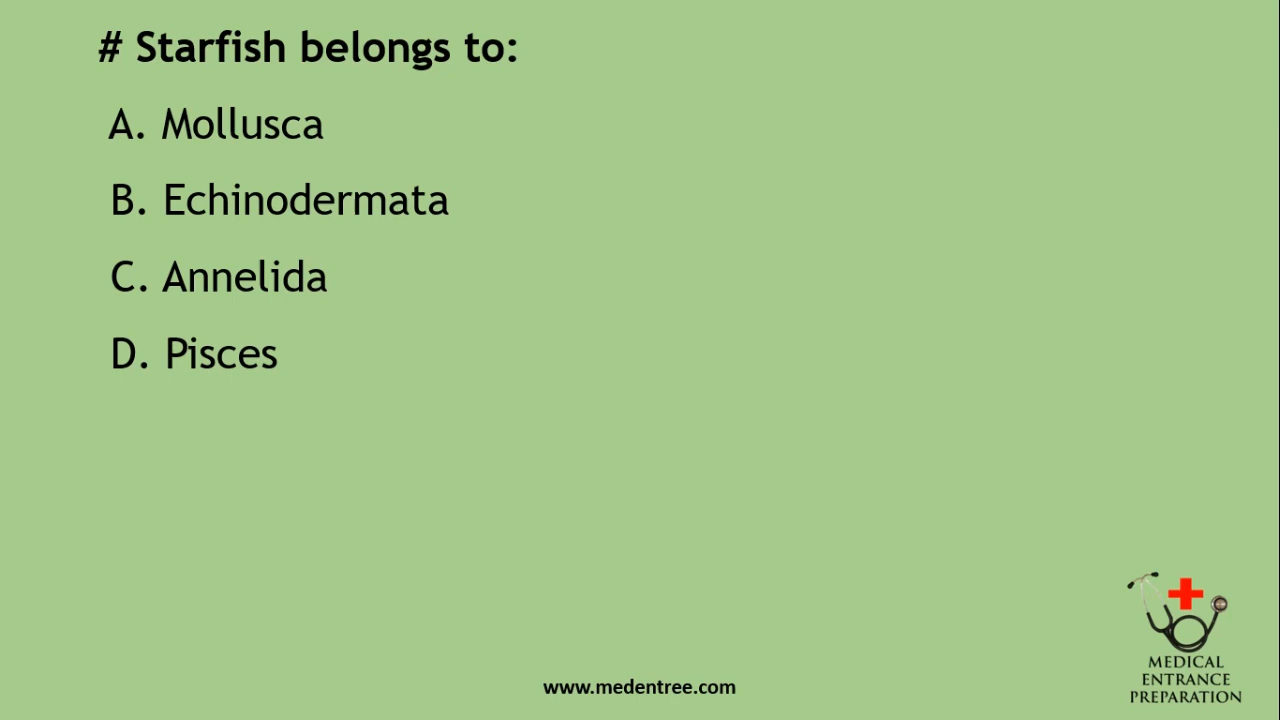 # Starfish belongs to:
A. Mollusca
B. Echinodermata
C. Annelida
D. Pisces
MEDICAL
ENTRANCE
PREPARATION
www.medentree.com